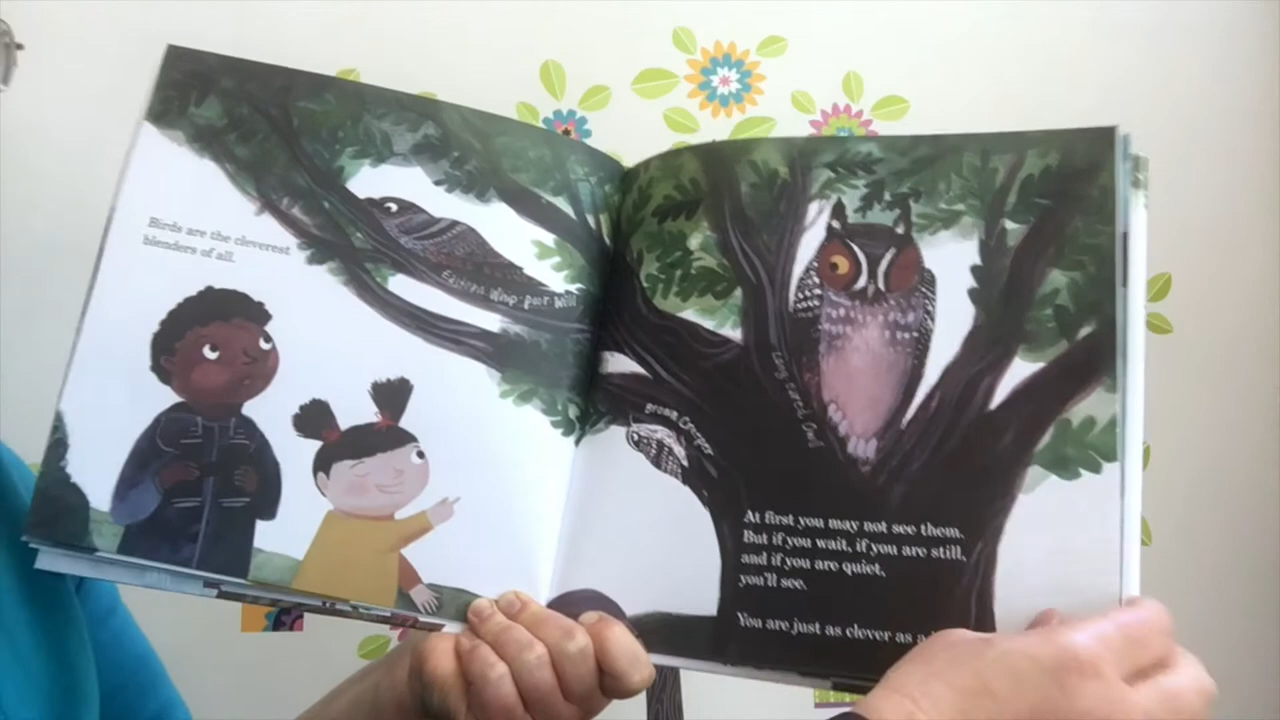 Birds are the cleverest
blenders of all.
Eastern Whip-poor-will
Long eared Owl
Brown Creeper
At first you may not see them.
But if you wait, if you are still,
and if you are quiet,
you'll see.
You are just as clever as a